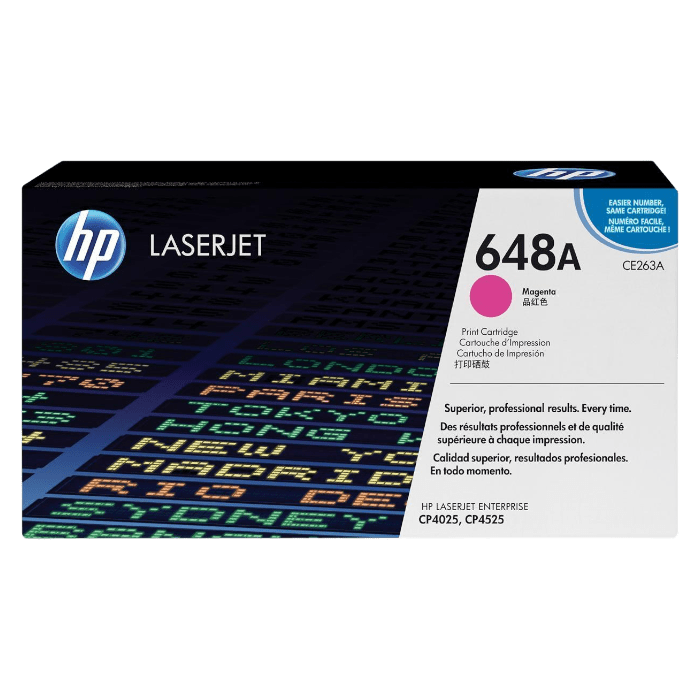 hp
hp
LASERJET
EASIER NUMBER,
SAME CARTRIDGE!
NUMÉRO FACILE,
MÊME CARTOUCHE !
648A
CE263A
Magenta
品红色
Print Cartridge
Cartouche d'Impression
Cartucho de Impresión
打印硒鼓
Superior, professional results. Every time.
Des résultats professionnels et de qualité
supérieure à chaque impression.
Calidad superior, resultados profesionales.
En todo momento.
HP LASERJET ENTERPRISE
CP4025, CP4525
LONDO
MIAMI
PARIS
TOKYO
HONG K
NEW YO
MADRID
RIO DE
SYDNEY